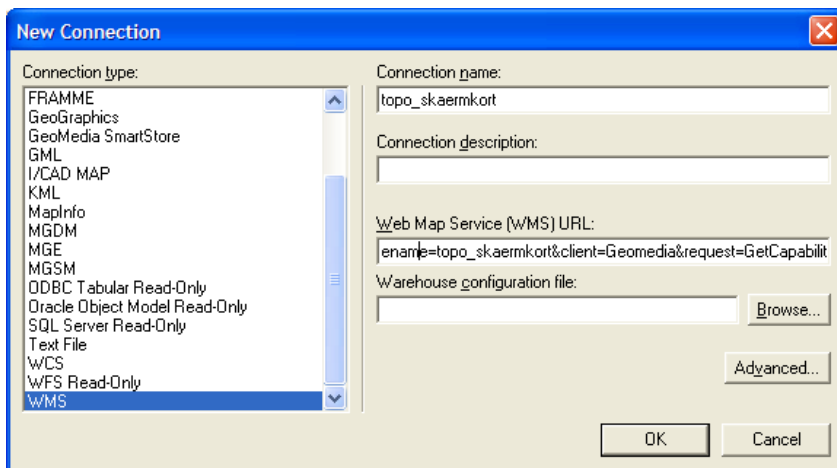 New Connection
Connection type:
FRAMME
GeoGraphics
GeoMedia SmartStore
GML
I/CAD MAP
KML
MapInfo
MGDM
MGE
MGSM
ODBC Tabular Read-Only
Oracle Object Model Read-Only
SQL Server Read-Only
Text File
WCS
WFS Read-Only
WMS
Connection name:
topo_skaermkort
Connection description:
Web Map Service (WMS) URL:
ename=topo_skaermkort&client=Geomedia&request=GetCapabilit
Warehouse configuration file:
Browse...
Advanced...
OK
Cancel